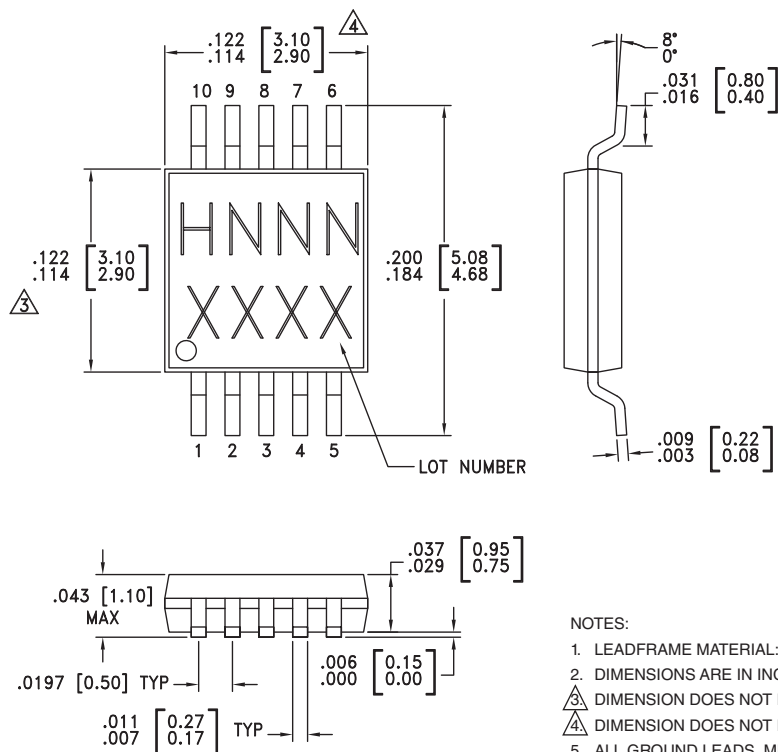 4
.122 [3.10]
.114 [2.90]
8°
0°
.031 [0.80]
.016 [0.40]
10 9 8 7 6
HNNN
XXXX
.122 [3.10]
.114 [2.90]
3
.200 [5.08]
.184 [4.68]
1 2 3 4 5
LOT NUMBER
.009 [0.22]
.003 [0.08]
.037 [0.95]
.029 [0.75]
.043 [1.10]
MAX
.0197 [0.50] TYP
.006 [0.15]
.000 [0.00]
.011 [0.27]
.007 [0.17]
TYP
NOTES:
1. LEADFRAME MATERIAL:
2. DIMENSIONS ARE IN
3. DIMENSION DOES NOT
4. DIMENSION DOES NOT
5. ALL GROUND LEADS